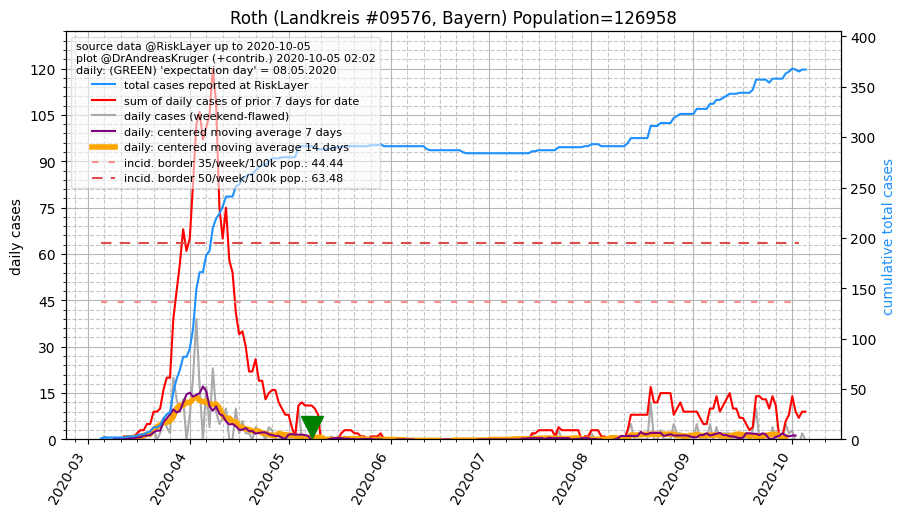 Roth (Landkreis #09576, Bayern) Population=126958
source data @RiskLayer up to 2020-10-05
plot @DrAndreasKruger (+contrib.) 2020-10-05 02:02
daily: (GREEN) 'expectation day' = 08.05.2020
total cases reported at RiskLayer
sum of daily cases of prior 7 days for date
daily cases (weekend-flawed)
daily: centered moving average 7 days
daily: centered moving average 14 days
incid. border 35/week/100k pop.: 44.44
incid. border 50/week/100k pop.: 63.48
daily cases
120
105
90
75
60
45
30
15
0
cumulative total cases
400
350
300
250
200
150
100
50
0
2020-03
2020-04
2020-05
2020-06
2020-07
2020-08
2020-09
2020-10